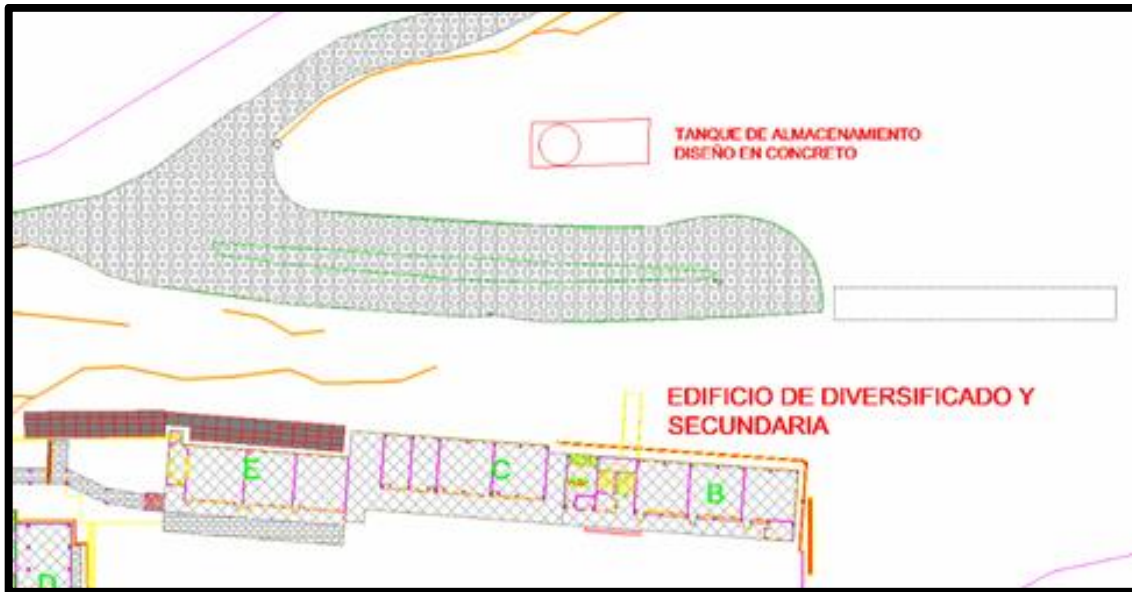 TANQUE DE ALMACENAMIENTO
DISEÑO EN CONCRETO
EDIFICIO DE DIVERSIFICADO Y
SECUNDARIA
E
C
B
D